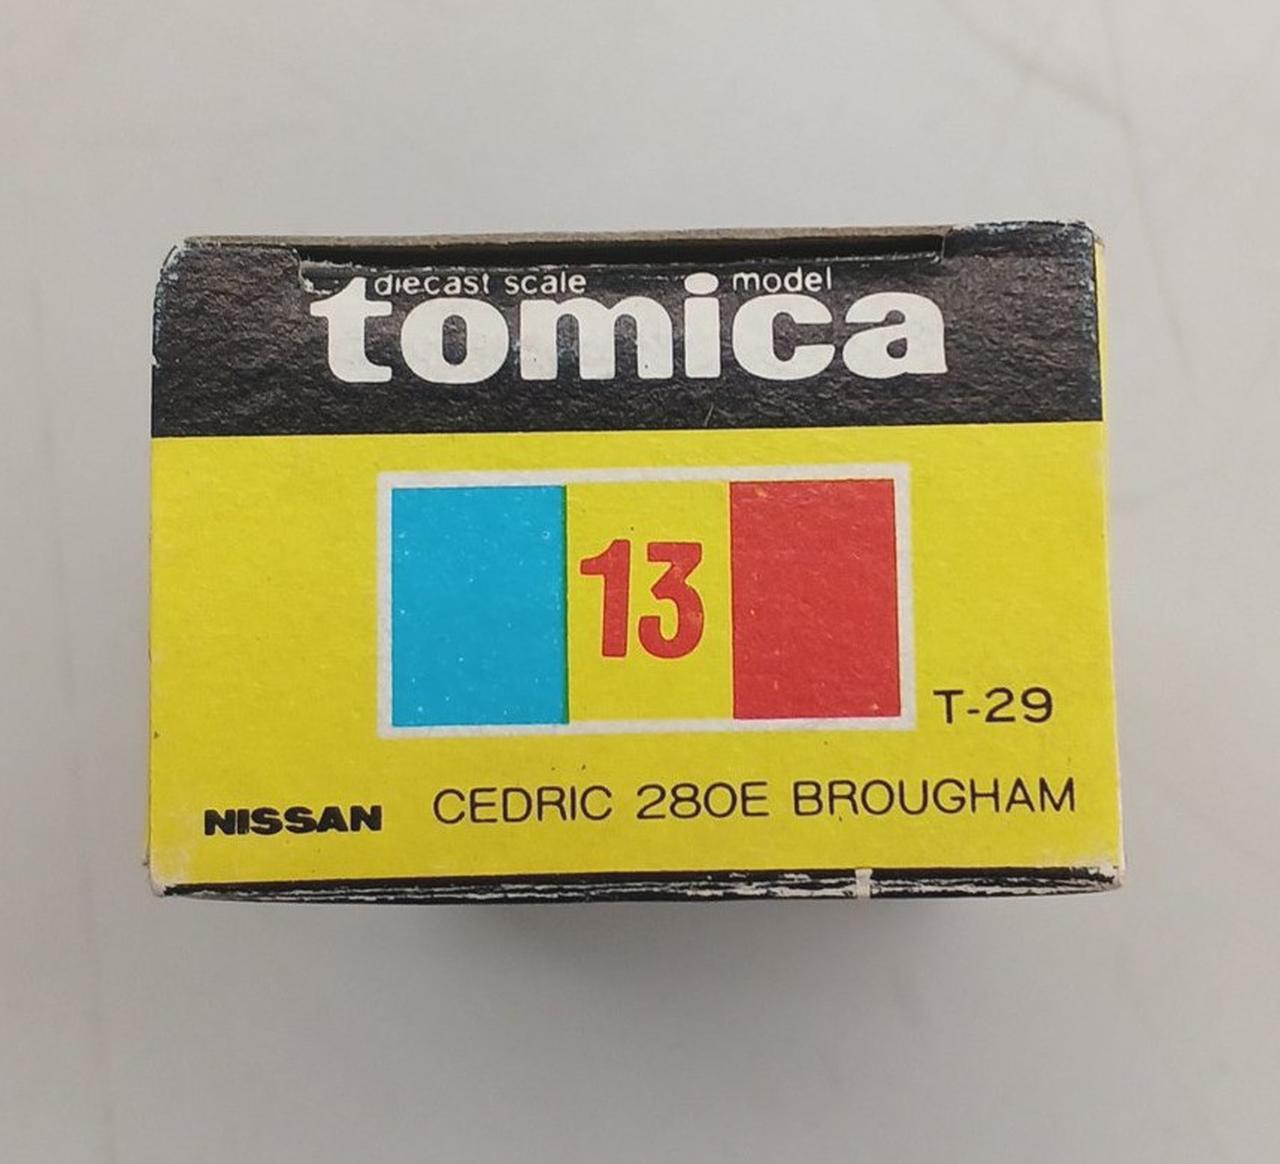 diecast scale model
tomica
13
T-29
NISSAN CEDRIC 280E BROUGHAM